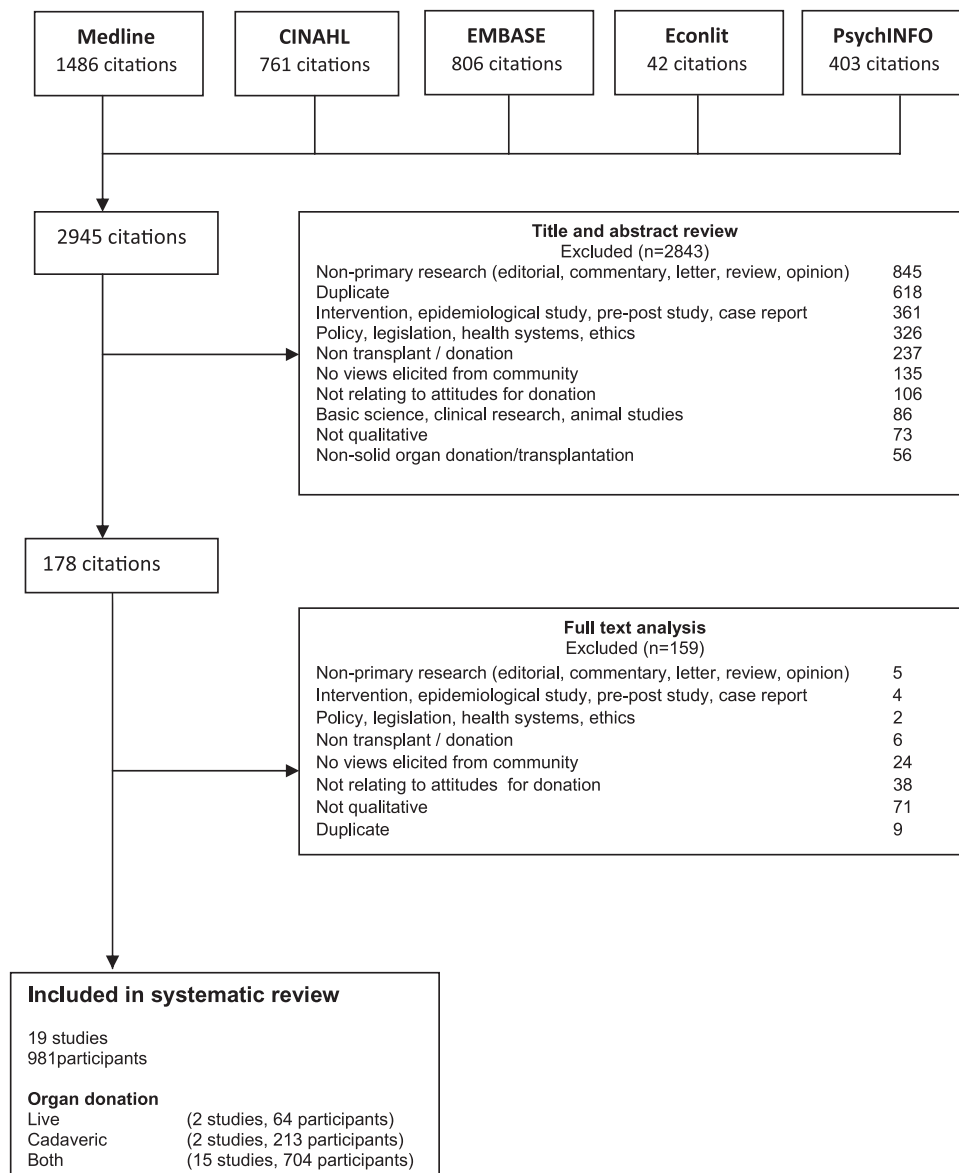 Medline
1486 citations
CINAHL
761 citations
EMBASE
806 citations
Econlit
42 citations
PsychINFO
403 citations
2945 citations
Title and abstract review
Excluded (n=2843)
Non-primary research (editorial, commentary, letter, review, opinion) 845
Duplicate 618
Intervention, epidemiological study, pre-post study, case report 361
Policy, legislation, health systems, ethics 326
Non transplant / donation 237
No views elicited from community 135
Not relating to attitudes for donation 106
Basic science, clinical research, animal studies 86
Not qualitative 73
Non-solid organ donation/transplantation 56
178 citations
Full text analysis
Excluded (n=159)
Non-primary research (editorial, commentary, letter, review, opinion) 5
Intervention, epidemiological study, pre-post study, case report 4
Policy, legislation, health systems, ethics 2
Non transplant / donation 6
No views elicited from community 24
Not relating to attitudes for donation 38
Not qualitative 71
Duplicate 9
Included in systematic review
19 studies
981participants
Organ donation
Live (2 studies, 64 participants)
Cadaveric (2 studies, 213 participants)
Both (15 studies, 704 participants)